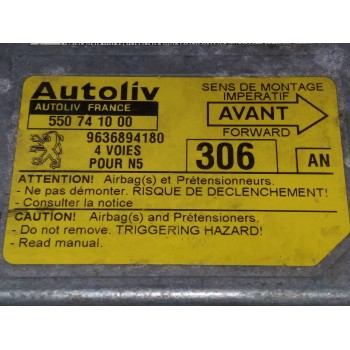 Autoliv
AUTOLIV FRANCE
550 74 10 00
SENS DE MONTAGE
IMPERATIF
AVANT
FORWARD
9636894180
4 VOIES
POUR N5
306
AN
ATTENTION! Airbag(s) et Prétensionneurs.
- Ne pas démonter. RISQUE DE DECLENCHEMENT!
- Consulter la notice
CAUTION! Airbag(s) and Pretensioners.
- Do not remove. TRIGGERING HAZARD!
- Read manual.